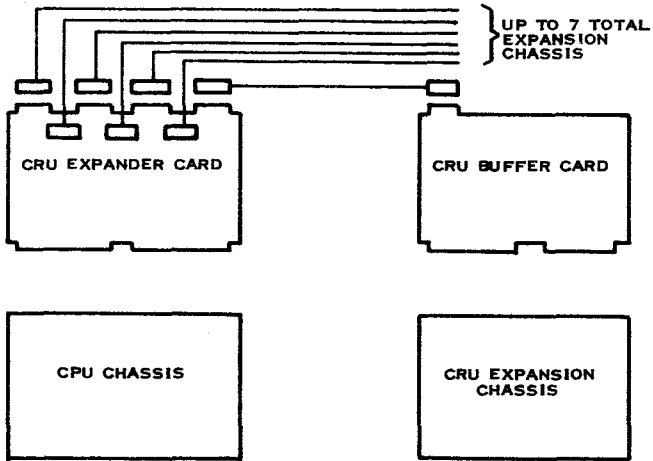 UP TO 7 TOTAL
EXPANSION
CHASSIS
CRU EXPANDER CARD
CRU BUFFER CARD
CPU CHASSIS
CRU EXPANSION
CHASSIS